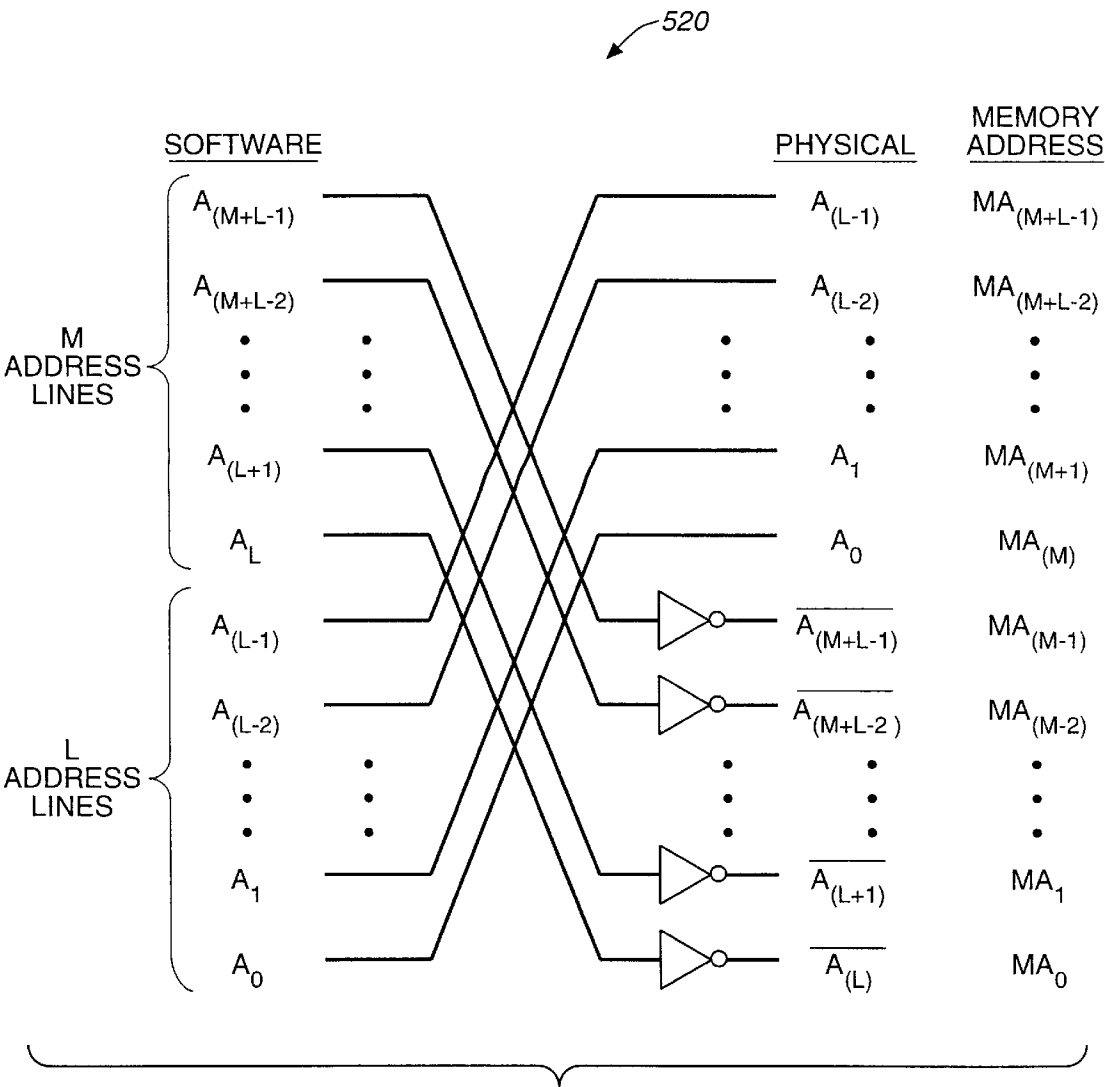 520
SOFTWARE PHYSICAL MEMORY ADDRESS
A(M+L-1) A(L-1) MA(M+L-1)
A(M+L-2) A(L-2) MA(M+L-2)
M ADDRESS LINES
A(L+1) A1 MA(M+1)
AL A0 MA(M)
A(L-1) A̅(M+L-1) MA(M-1)
A(L-2) A̅(M+L-2) MA(M-2)
L ADDRESS LINES
A1 A̅(L+1) MA1
A0 A̅(L) MA0